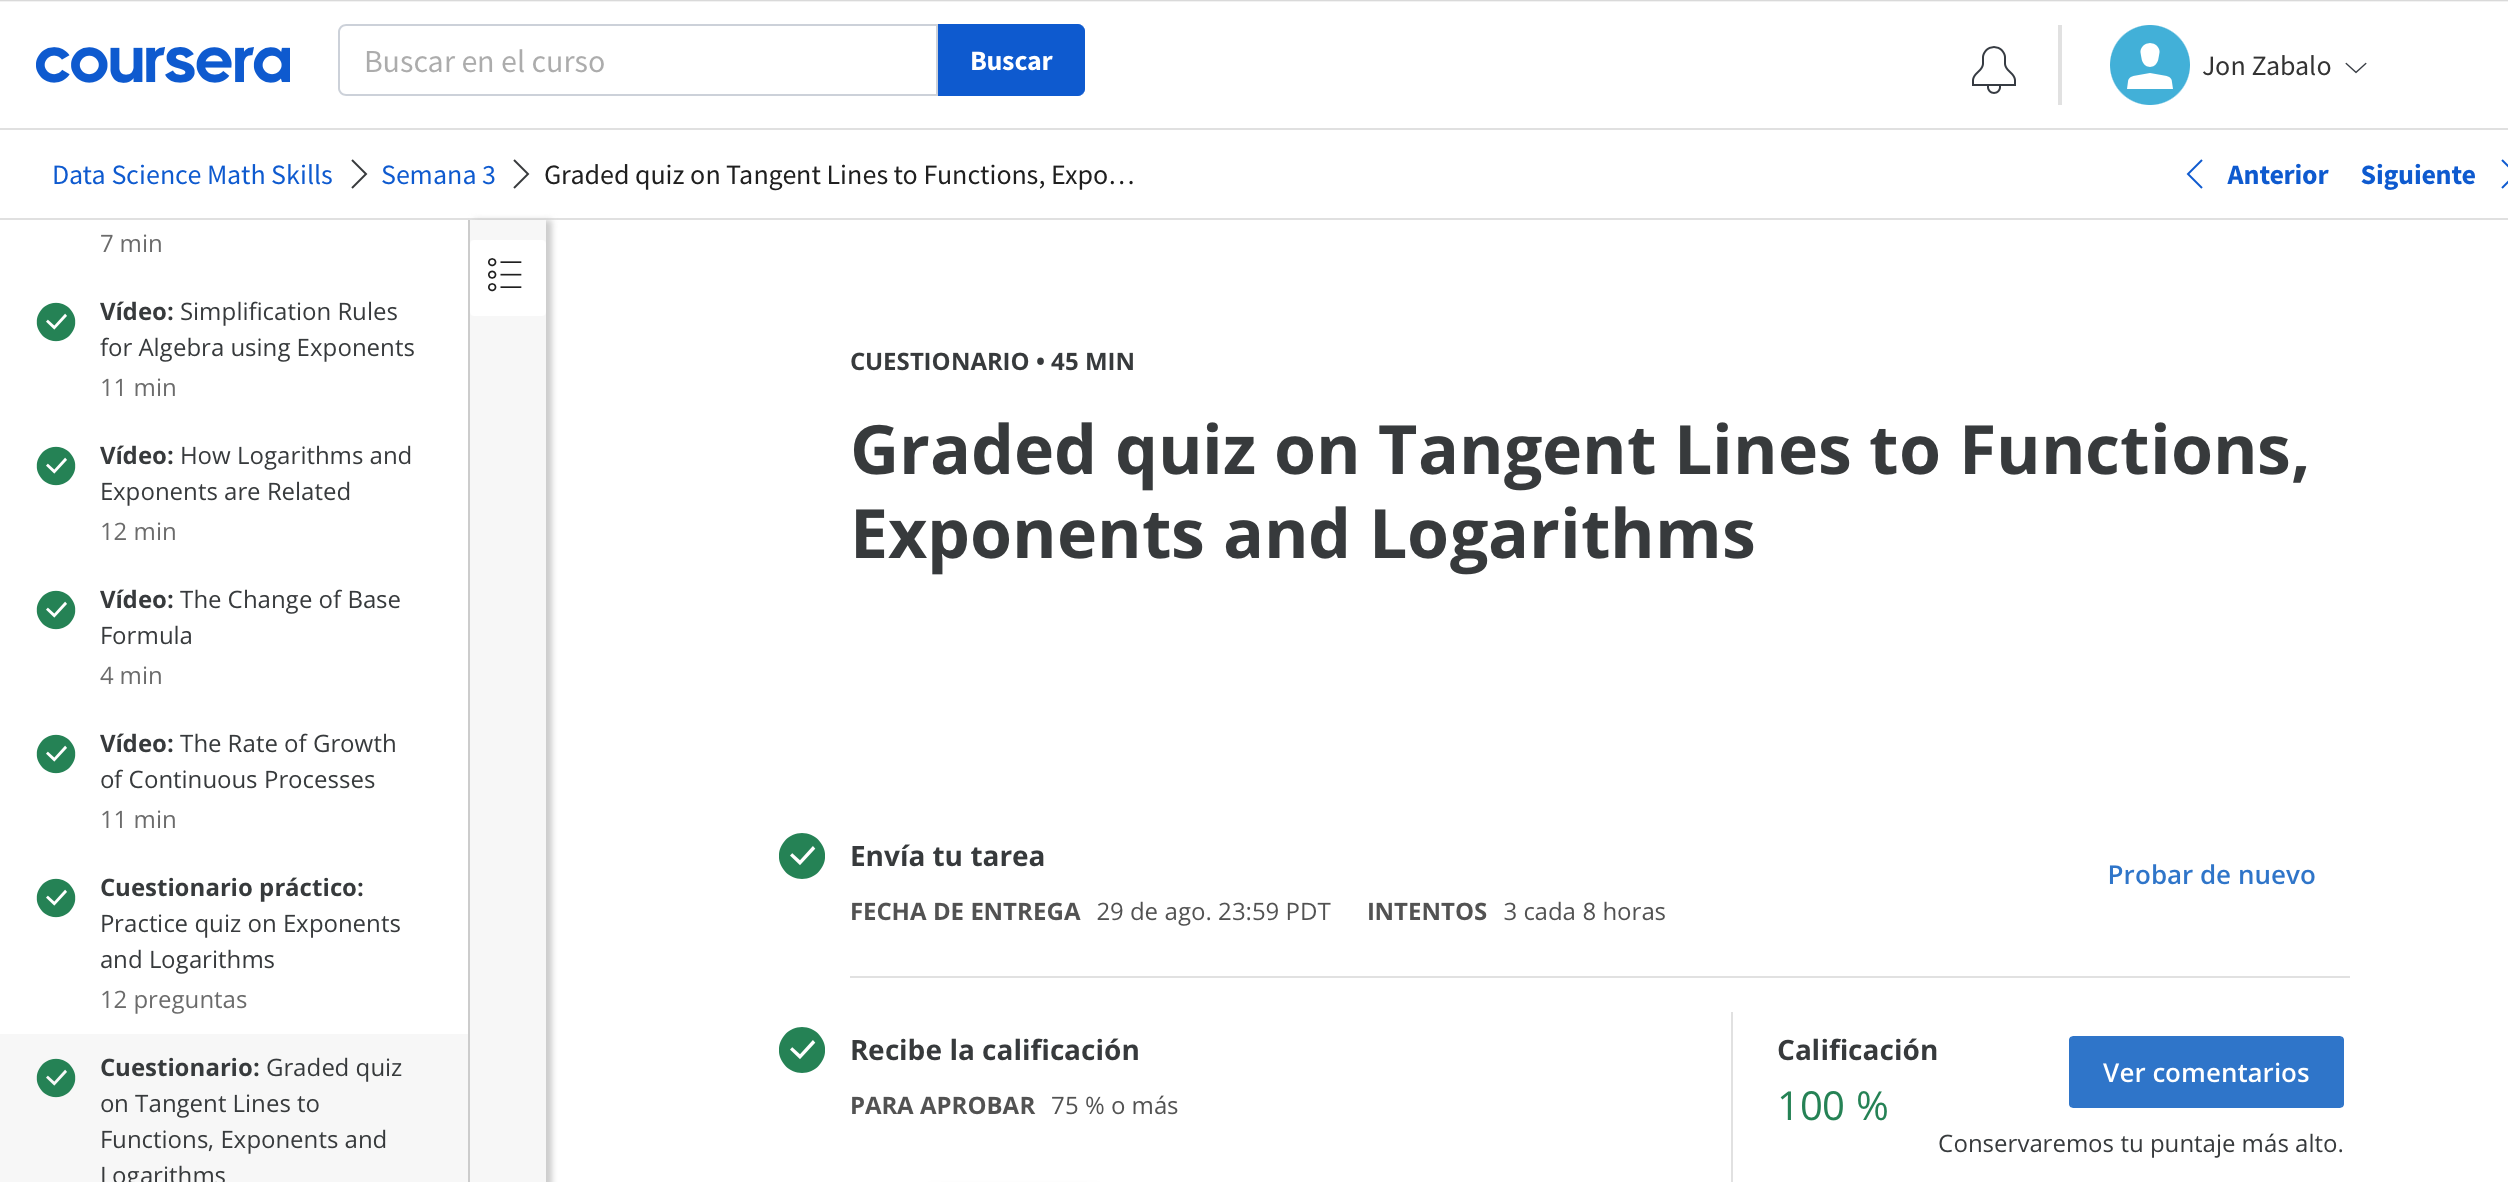 coursera
Buscar en el curso
Buscar
Jon Zabalo
Data Science Math Skills
Semana 3
Graded quiz on Tangent Lines to Functions, Expo...
Anterior
Siguiente
7 min
Vídeo: Simplification Rules
for Algebra using Exponents
11 min
Vídeo: How Logarithms and
Exponents are Related
12 min
Vídeo: The Change of Base
Formula
4 min
Vídeo: The Rate of Growth
of Continuous Processes
11 min
Cuestionario práctico:
Practice quiz on Exponents
and Logarithms
12 preguntas
Cuestionario: Graded quiz
on Tangent Lines to
Functions, Exponents and
Logarithms
CUESTIONARIO • 45 MIN
Graded quiz on Tangent Lines to Functions,
Exponents and Logarithms
Envía tu tarea
FECHA DE ENTREGA 29 de ago. 23:59 PDT INTENTOS 3 cada 8 horas
Probar de nuevo
Recibe la calificación
PARA APROBAR 75 % o más
Calificación
100 %
Ver comentarios
Conservaremos tu puntaje más alto.